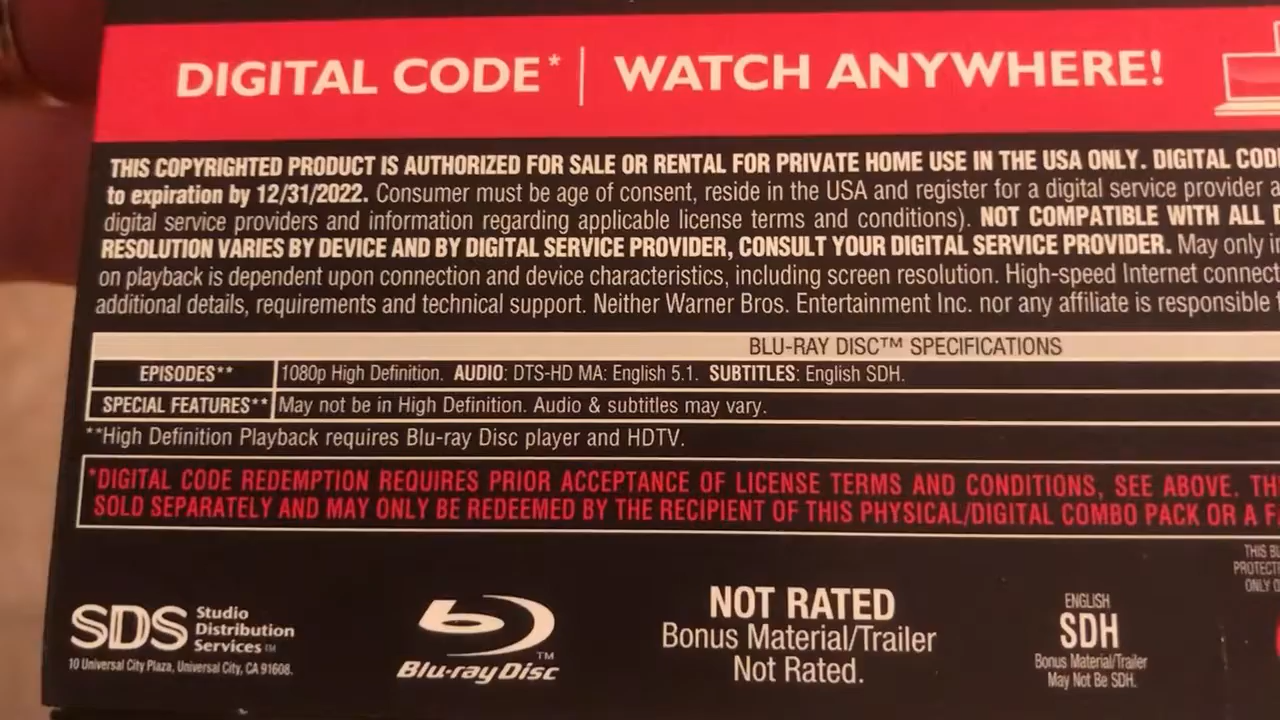 DIGITAL CODE* | WATCH ANYWHERE!
THIS COPYRIGHTED PRODUCT IS AUTHORIZED FOR SALE OR RENTAL FOR PRIVATE HOME USE IN THE USA ONLY. DIGITAL
to expiration by 12/31/2022. Consumer must be age of consent, reside in the USA and register for a digital service provider
digital service providers and information regarding applicable license terms and conditions). NOT COMPATIBLE WITH ALL
RESOLUTION VARIES BY DEVICE AND BY DIGITAL SERVICE PROVIDER, CONSULT YOUR DIGITAL SERVICE PROVIDER. May only
on playback is dependent upon connection and device characteristics, including screen resolution. High-speed Internet
additional details, requirements and technical support. Neither Warner Bros. Entertainment Inc. nor any affiliate is responsible
BLU-RAY DISC™ SPECIFICATIONS
EPISODES** 1080p High Definition. AUDIO: DTS-HD MA: English 5.1. SUBTITLES: English SDH.
SPECIAL FEATURES** May not be in High Definition. Audio & subtitles may vary.
**High Definition Playback requires Blu-ray Disc player and HDTV.
*DIGITAL CODE REDEMPTION REQUIRES PRIOR ACCEPTANCE OF LICENSE TERMS AND CONDITIONS, SEE ABOVE.
SOLD SEPARATELY AND MAY ONLY BE REDEEMED BY THE RECIPIENT OF THIS PHYSICAL/DIGITAL COMBO PACK OR A
SDS Studio
Distribution
Services™
10 Universal City Plaza, Universal City, CA 91608.
Blu-ray Disc™
NOT RATED
Bonus Material/Trailer
Not Rated.
ENGLISH
SDH
Bonus Material/Trailer
May Not Be SDH.
THIS
ONLY